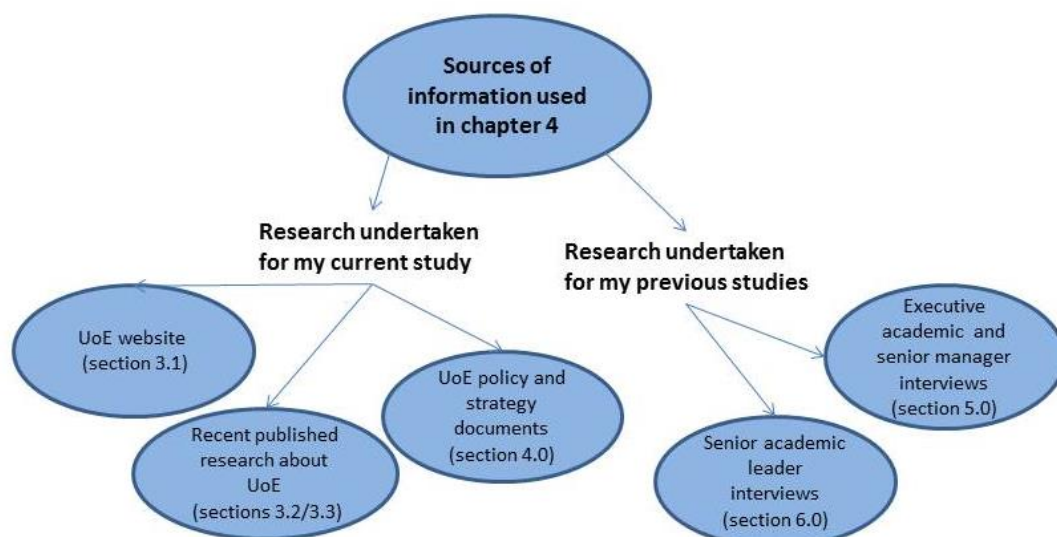 Sources of
information used
in chapter 4
Research undertaken
for my current study
Research undertaken
for my previous studies
UoE website
(section 3.1)
Recent published
research about
UoE
(sections 3.2/3.3)
UoE policy and
strategy
documents
(section 4.0)
Senior academic
leader
interviews
(section 6.0)
Executive
academic and
senior manager
interviews
(section 5.0)